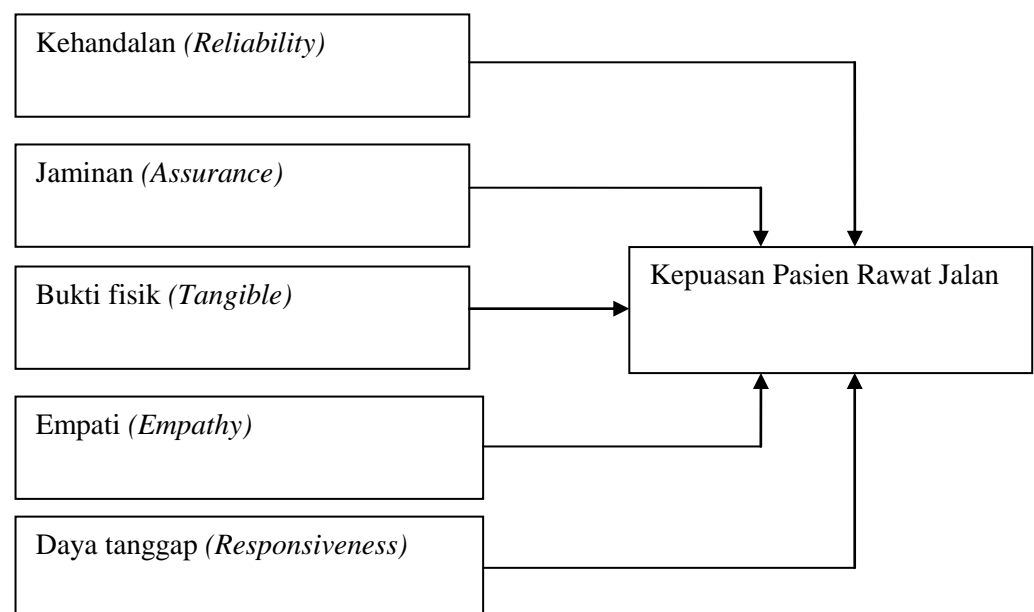 Kehandalan (Reliability)
Jaminan (Assurance)
Bukti fisik (Tangible)
Kepuasan Pasien Rawat Jalan
Empati (Empathy)
Daya tanggap (Responsiveness)